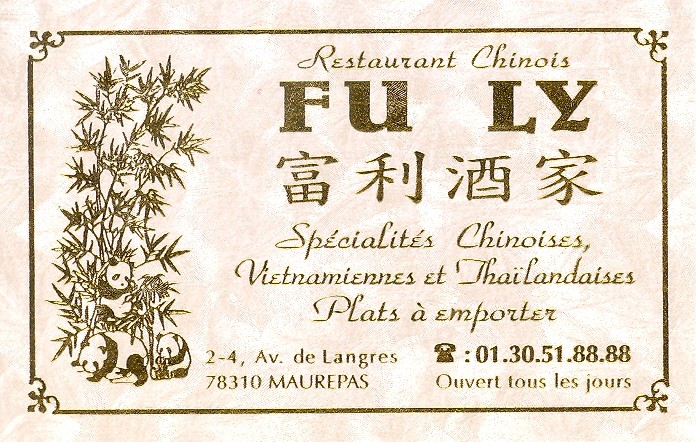 Restaurant Chinois
FU LY
富利酒家
Spécialités Chinoises,
Vietnamiennes et Thaïlandaises
Plats à emporter
2-4, Av. de Langres
78310 MAUREPAS
☎ : 01.30.51.88.88
Ouvert tous les jours